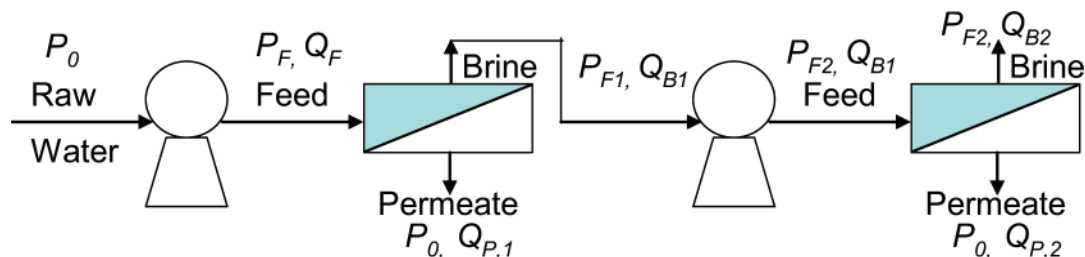 P0
Raw
Water
PF, QF
Feed
Brine
Permeate
P0, QP,1
PF1, QB1
PF2, QB1
Feed
PF2, QB2
Brine
Permeate
P0, QP,2